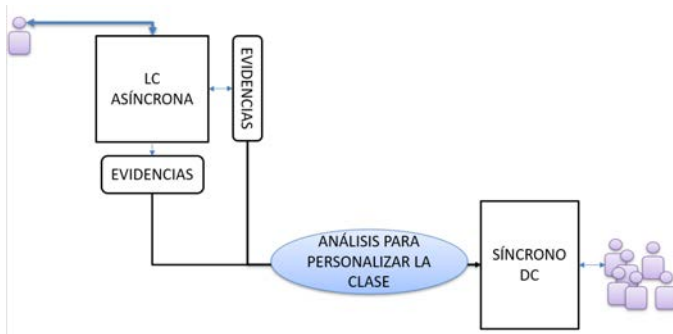 LC
ASÍNCRONA
EVIDENCIAS
EVIDENCIAS
ANÁLISIS PARA
PERSONALIZAR LA
CLASE
SÍNCRONO
DC